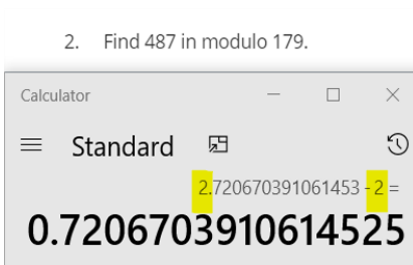 2. Find 487 in modulo 179.
Calculator
Standard
2.720670391061453 - 2 =
0.7206703910614525